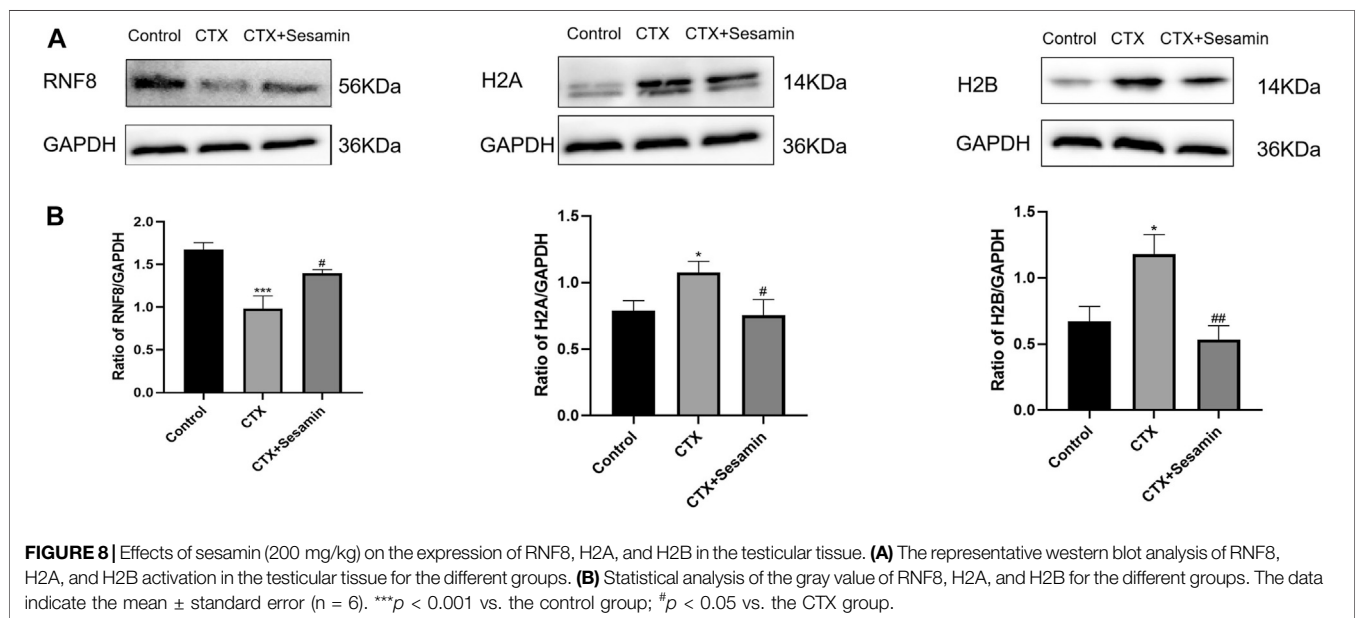 A
Control CTX CTX+Sesamin
RNF8 56KDa
GAPDH 36KDa
Control CTX CTX+Sesamin
H2A 14KDa
GAPDH 36KDa
Control CTX CTX+Sesamin
H2B 14KDa
GAPDH 36KDa
B
Ratio of RNF8/GAPDH
2.0
1.5
1.0
0.5
0.0
***
#
Control
CTX
CTX+Sesamin
Ratio of H2A/GAPDH
1.5
1.0
0.5
0.0
*
#
Control
CTX
CTX+Sesamin
Ratio of H2B/GAPDH
1.5
1.0
0.5
0.0
*
##
Control
CTX
CTX+Sesamin
FIGURE 8 | Effects of sesamin (200 mg/kg) on the expression of RNF8, H2A, and H2B in the testicular tissue. (A) The representative western blot analysis of RNF8,
H2A, and H2B activation in the testicular tissue for the different groups. (B) Statistical analysis of the gray value of RNF8, H2A, and H2B for the different groups. The data
indicate the mean ± standard error (n = 6). ***p < 0.001 vs. the control group; #p < 0.05 vs. the CTX group.